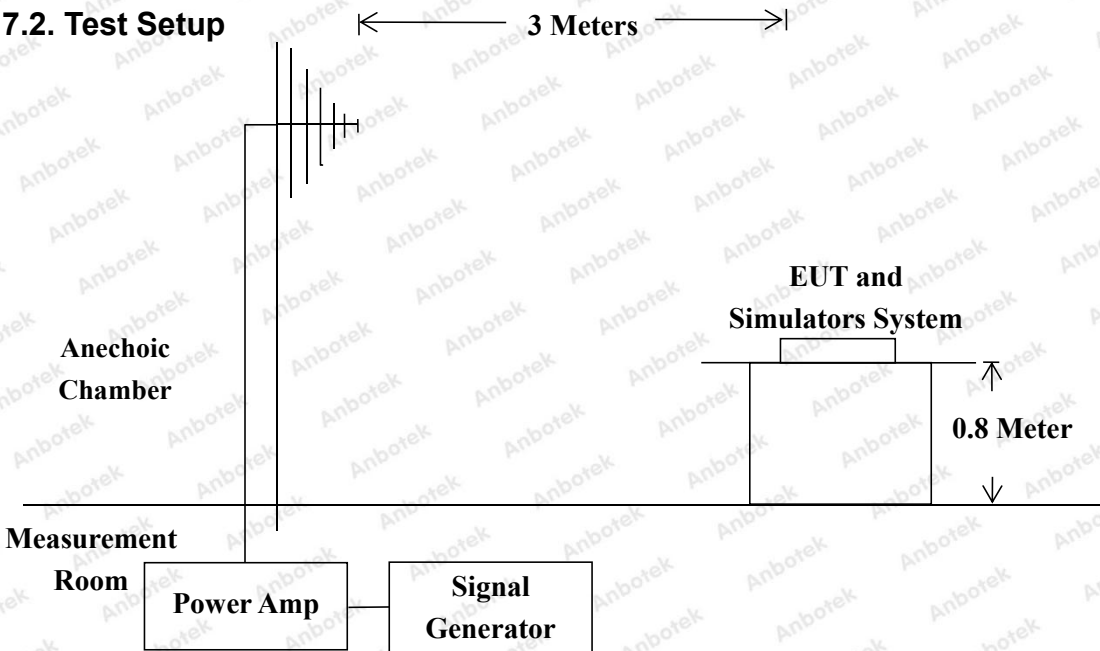 7.2. Test Setup
3 Meters
EUT and
Simulators System
Anechoic
Chamber
0.8 Meter
Measurement
Room
Power Amp
Signal
Generator
Anbotek